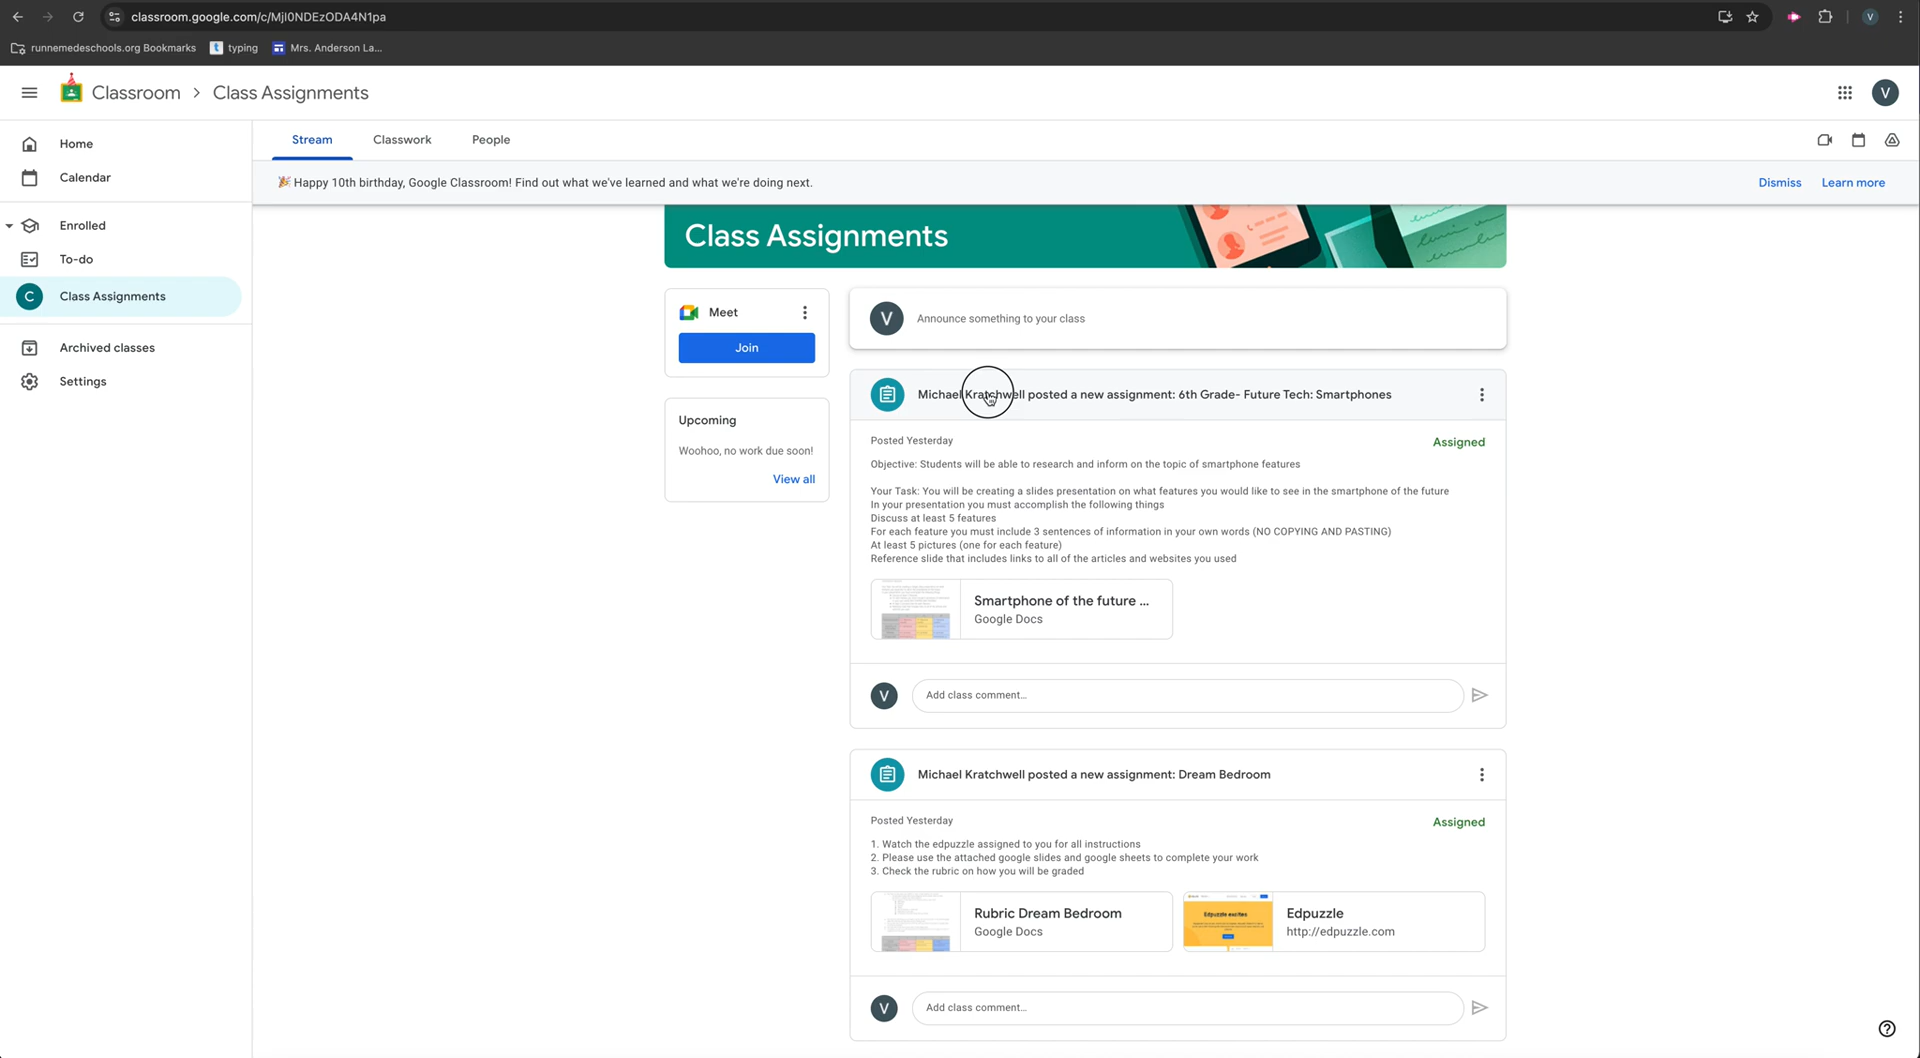 classroom.google.com/c/MjI0NDEzODA4N1pa
V
runnemedeschools.org Bookmarks
t typing
Mrs. Anderson La...
Classroom > Class Assignments
V
Home
Calendar
Enrolled
To-do
C Class Assignments
Archived classes
Settings
Stream Classwork People
Happy 10th birthday, Google Classroom! Find out what we've learned and what we're doing next.
Dismiss Learn more
Class Assignments
Meet
Join
Upcoming
Woohoo, no work due soon!
View all
V Announce something to your class
Michael Kratchwell posted a new assignment: 6th Grade- Future Tech: Smartphones
Posted Yesterday
Assigned
Objective: Students will be able to research and inform on the topic of smartphone features
Your Task: You will be creating a slides presentation on what features you would like to see in the smartphone of the future
In your presentation you must accomplish the following things
Discuss at least 5 features
For each feature you must include 3 sentences of information in your own words (NO COPYING AND PASTING)
At least 5 pictures (one for each feature)
Reference slide that includes links to all of the articles and websites you used
Smartphone of the future ...
Google Docs
V Add class comment...
Michael Kratchwell posted a new assignment: Dream Bedroom
Posted Yesterday
Assigned
1. Watch the edpuzzle assigned to you for all instructions
2. Please use the attached google slides and google sheets to complete your work
3. Check the rubric on how you will be graded
Rubric Dream Bedroom
Google Docs
Edpuzzle
http://edpuzzle.com
V Add class comment...